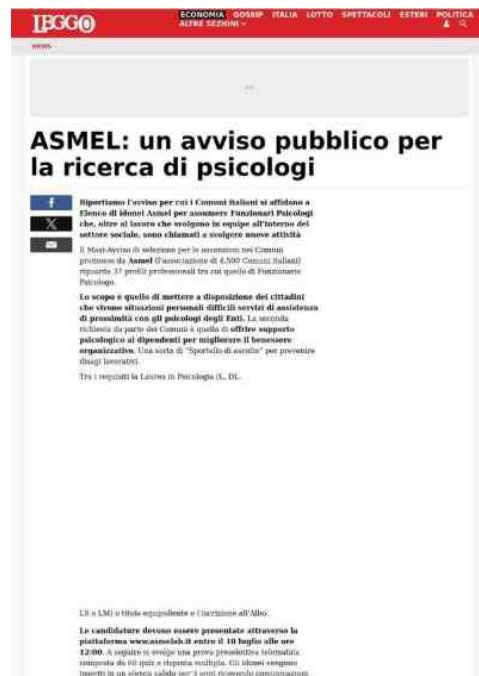 LEGGO
ECONOMIA GOSSIP ITALIA LOTTO SPETTACOLI ESTERI POLITICA
ALTRE SEZIONI
NEWS
ASMEL: un avviso pubblico per
la ricerca di psicologi
Riportiamo l'avviso per cui i Comuni italiani si affidano a
Elenco di idonei Asmel per assumere Funzionari Psicologi
che, oltre al lavoro che svolgono in equipe all'interno del
settore sociale, sono chiamati a svolgere nuove attività
Il Maxi-Avviso di selezione per le assunzioni nei Comuni
promosso da Asmel (l'associazione di 4.500 Comuni italiani)
riguarda 37 profili professionali tra cui quello di Funzionario
Psicologo.
Lo scopo è quello di mettere a disposizione dei cittadini
che vivono situazioni personali difficili servizi di assistenza
di prossimità con gli psicologi degli Enti. La seconda
richiesta da parte dei Comuni è quella di offrire supporto
psicologico ai dipendenti per migliorare il benessere
organizzativo. Una sorta di "Sportello di ascolto" per prevenire
disagi lavorativi.
Tra i requisiti la Laurea in Psicologia (L, DL,
LS o LM) o titolo equipollente e l'iscrizione all'Albo.
Le candidature devono essere presentate attraverso la
piattaforma www.asmelab.it entro il 10 luglio alle ore
12:00. A seguire si svolge una prova preselettiva telematica
composta da 60 quiz a risposta multipla. Gli idonei vengono
inseriti in un elenco valido per 3 anni ricevendo comunicazioni